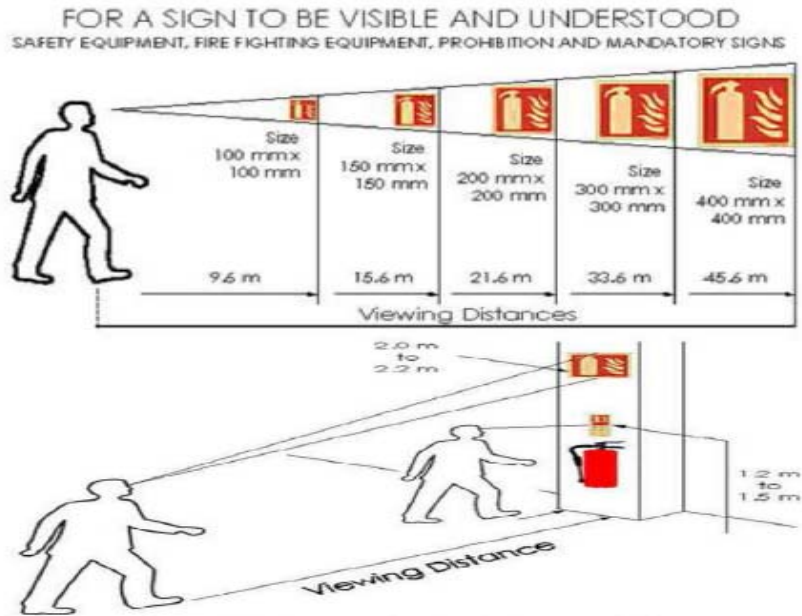 FOR A SIGN TO BE VISIBLE AND UNDERSTOOD
SAFETY EQUIPMENT, FIRE FIGHTING EQUIPMENT, PROHIBITION AND MANDATORY SIGNS
Size
100 mm x
100 mm
Size
150 mm x
150 mm
Size
200 mm x
200 mm
Size
300 mm x
300 mm
Size
400 mm x
400 mm
9.6 m
15.6 m
21.6 m
33.6 m
45.6 m
Viewing Distances
2.0 m
to
2.2 m
1.2 m
to
1.5 m
Viewing Distance